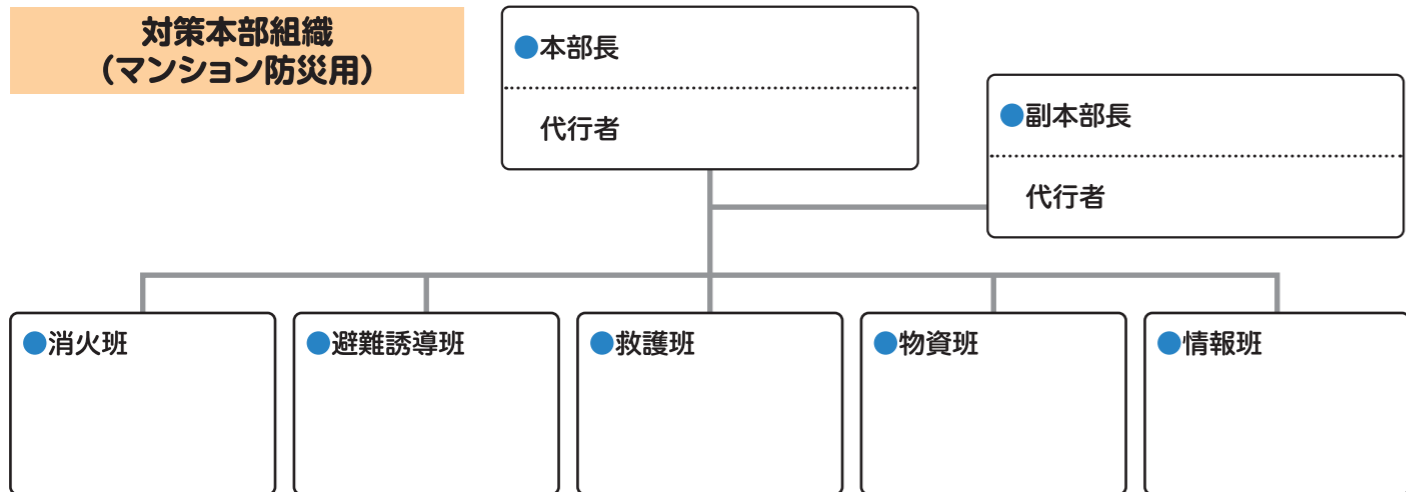 対策本部組織
（マンション防災用）
●本部長
代行者
●副本部長
代行者
●消火班
●避難誘導班
●救護班
●物資班
●情報班